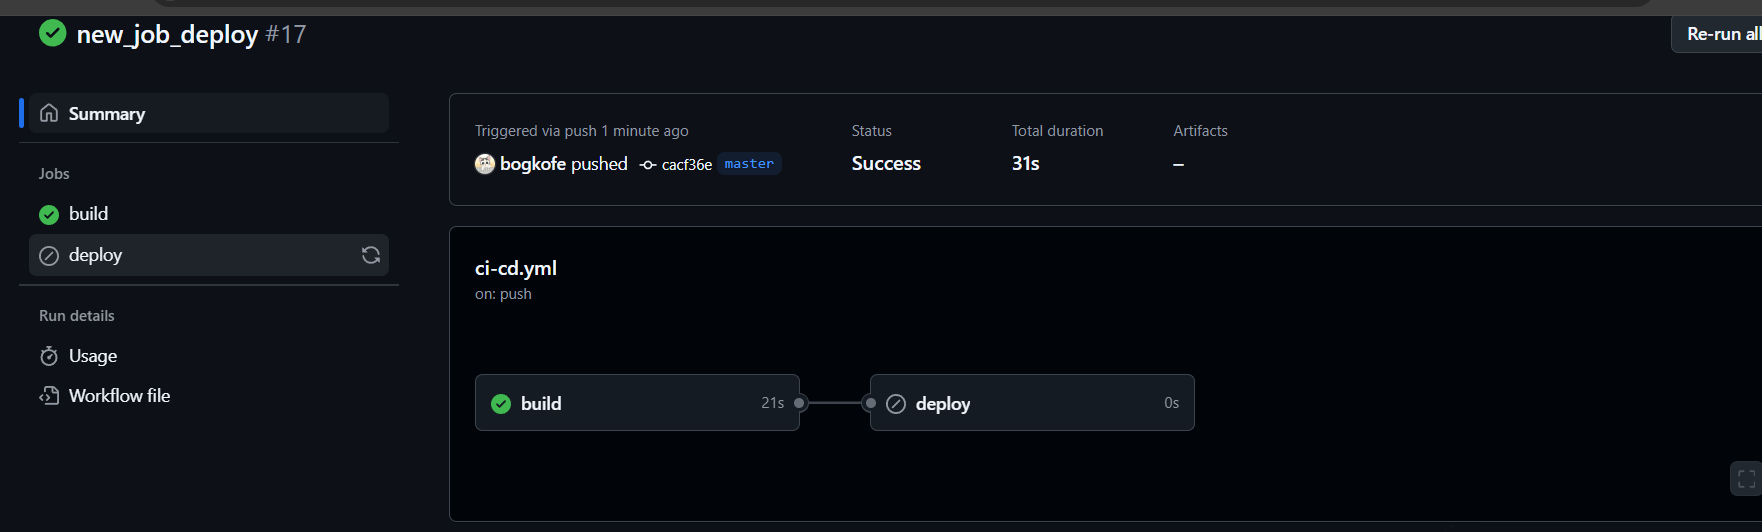 new_job_deploy #17
Re-run all
Summary
Triggered via push 1 minute ago
Status
Total duration
Artifacts
bogkofe pushed cacf36e master
Success
31s
–
Jobs
build
deploy
Run details
Usage
Workflow file
ci-cd.yml
on: push
build 21s
deploy 0s